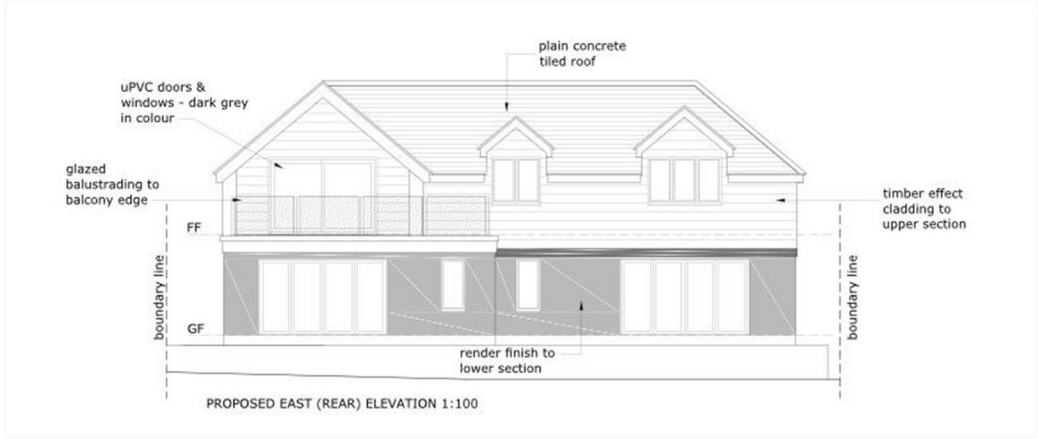 plain concrete
tiled roof
uPVC doors &
windows - dark grey
in colour
glazed
balustrading to
balcony edge
timber effect
cladding to
upper section
FF
boundary line
boundary line
GF
render finish to
lower section
PROPOSED EAST (REAR) ELEVATION 1:100